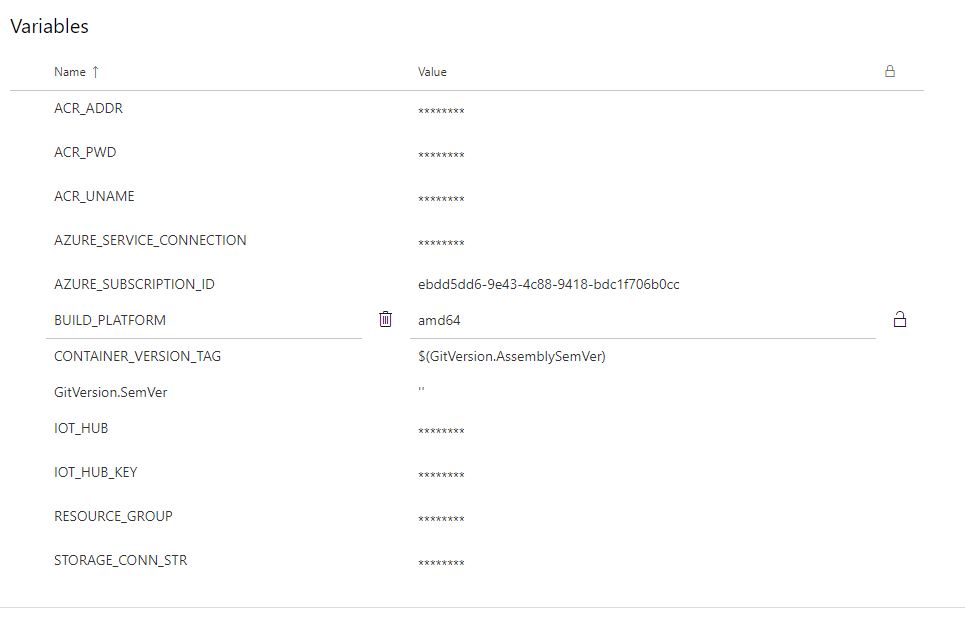 Variables
Name ↑ Value
ACR_ADDR ********
ACR_PWD ********
ACR_UNAME ********
AZURE_SERVICE_CONNECTION ********
AZURE_SUBSCRIPTION_ID ebdd5dd6-9e43-4c88-9418-bdc1f706b0cc
BUILD_PLATFORM amd64
CONTAINER_VERSION_TAG $(GitVersion.AssemblySemVer)
GitVersion.SemVer ''
IOT_HUB ********
IOT_HUB_KEY ********
RESOURCE_GROUP ********
STORAGE_CONN_STR ********